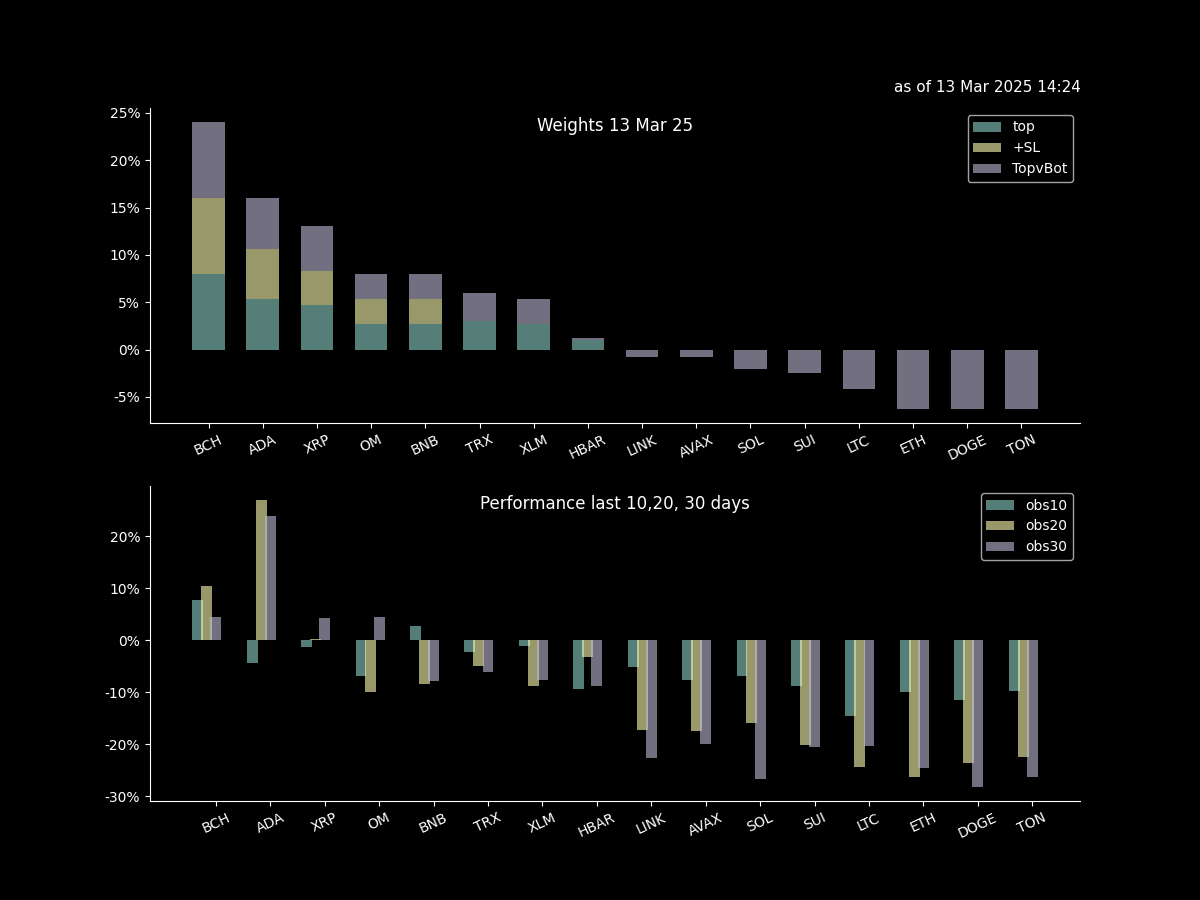 as of 13 Mar 2025 14:24
Weights 13 Mar 25
top
+SL
TopvBot
25%
20%
15%
10%
5%
0%
-5%
BCH ADA XRP OM BNB TRX XLM HBAR LINK AVAX SOL SUI LTC ETH DOGE TON
Performance last 10,20, 30 days
obs10
obs20
obs30
20%
10%
0%
-10%
-20%
-30%
BCH ADA XRP OM BNB TRX XLM HBAR LINK AVAX SOL SUI LTC ETH DOGE TON